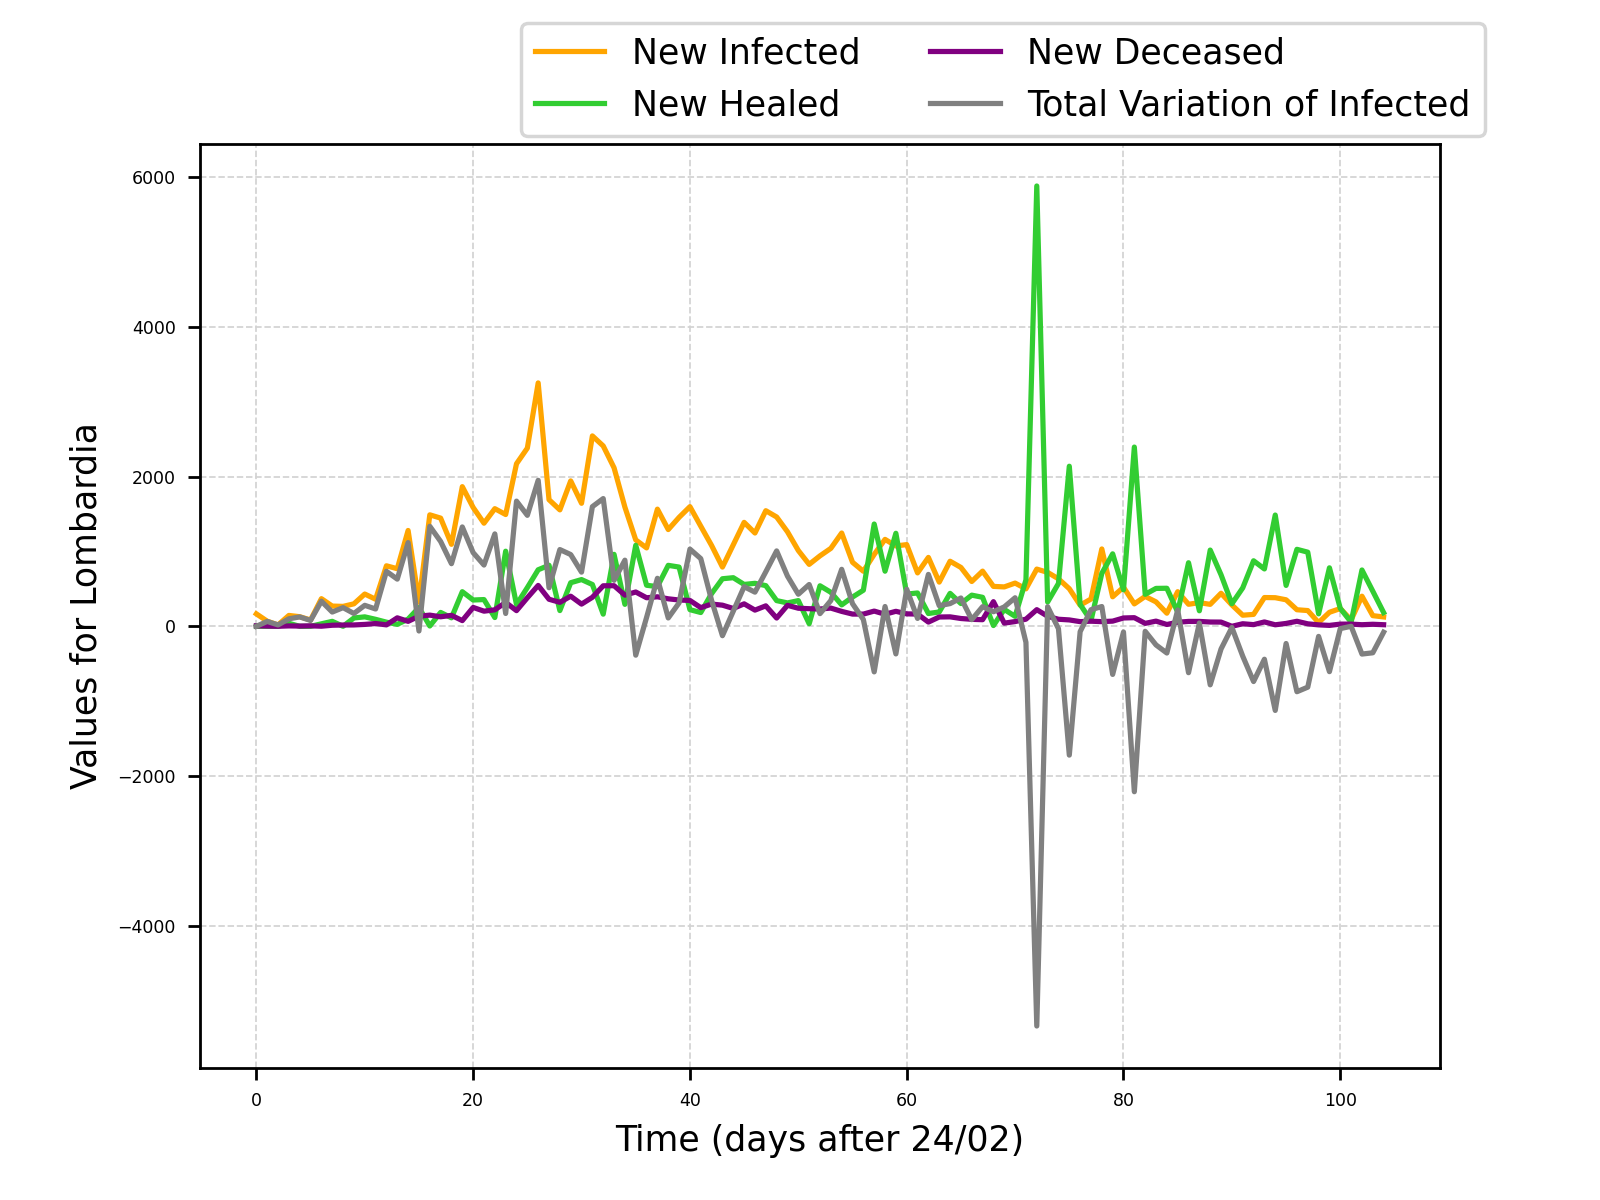 New Infected
New Healed
New Deceased
Total Variation of Infected
6000
4000
2000
0
−2000
−4000
Values for Lombardia
0 20 40 60 80 100
Time (days after 24/02)